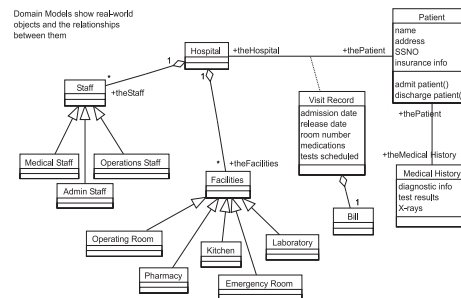 Domain Models show real-world
objects and the relationships
between them
Patient
name
address
SSNO
insurance info
admit patient()
discharge patient()
Hospital
+theHospital
+thePatient
1
1
*
+theStaff
Staff
Medical Staff
Operations Staff
Admin Staff
Visit Record
admission date
release date
room number
medications
tests scheduled
+thePatient
+theMedical History
Medical History
diagnostic info
test results
X-rays
*
+theFacilities
Facilities
1
Bill
Operating Room
Laboratory
Kitchen
Pharmacy
Emergency Room